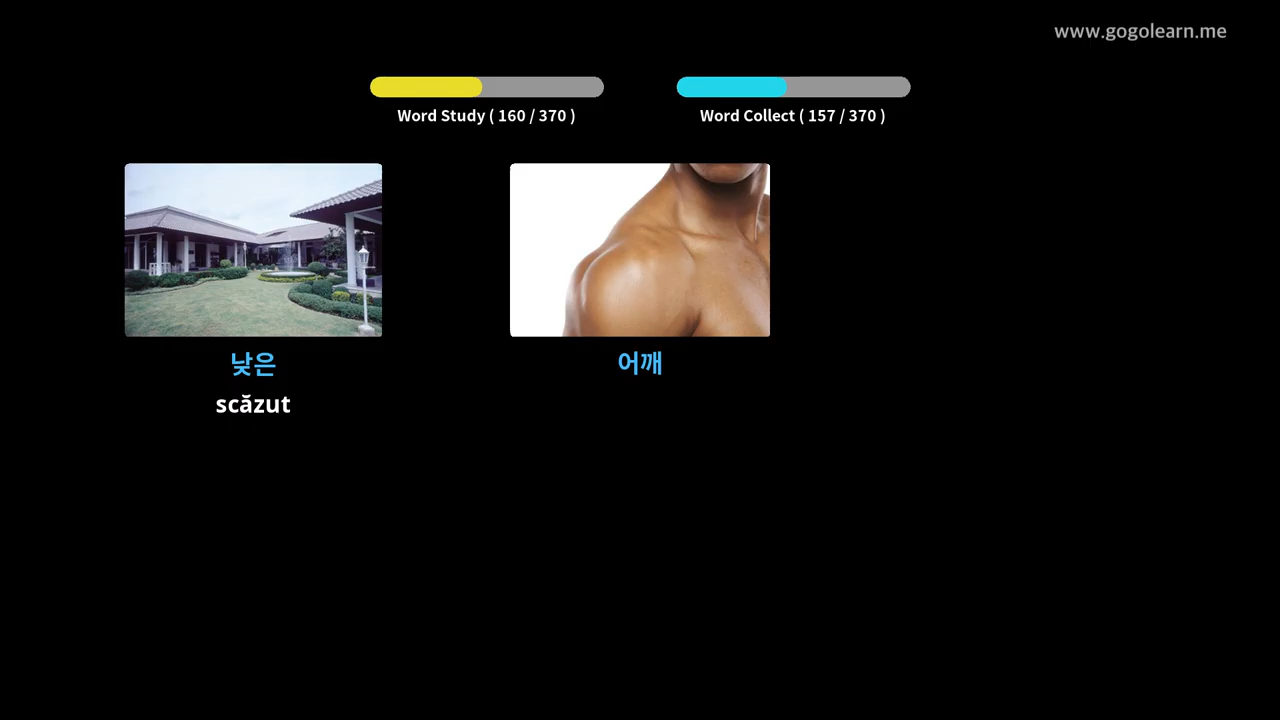 www.gogolearn.me
Word Study ( 160 / 370 )
Word Collect ( 157 / 370 )
낮은
어깨
scăzut